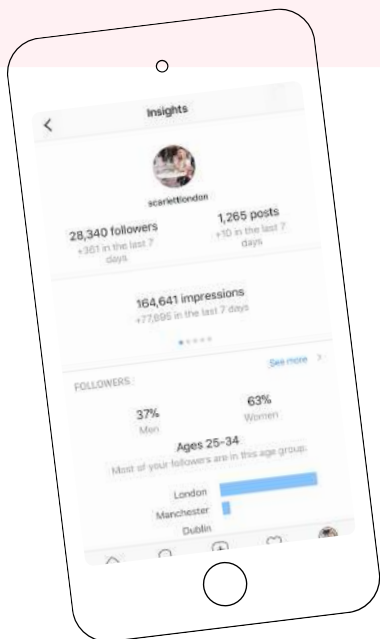 Insights
scarlettlondon
28,340 followers
+361 in the last 7
days
1,265 posts
+10 in the last 7
days
164,641 impressions
+77,895 in the last 7 days
See more
FOLLOWERS
37%
Men
63%
Women
Ages 25-34
Most of your followers are in this age group.
London
Manchester
Dublin